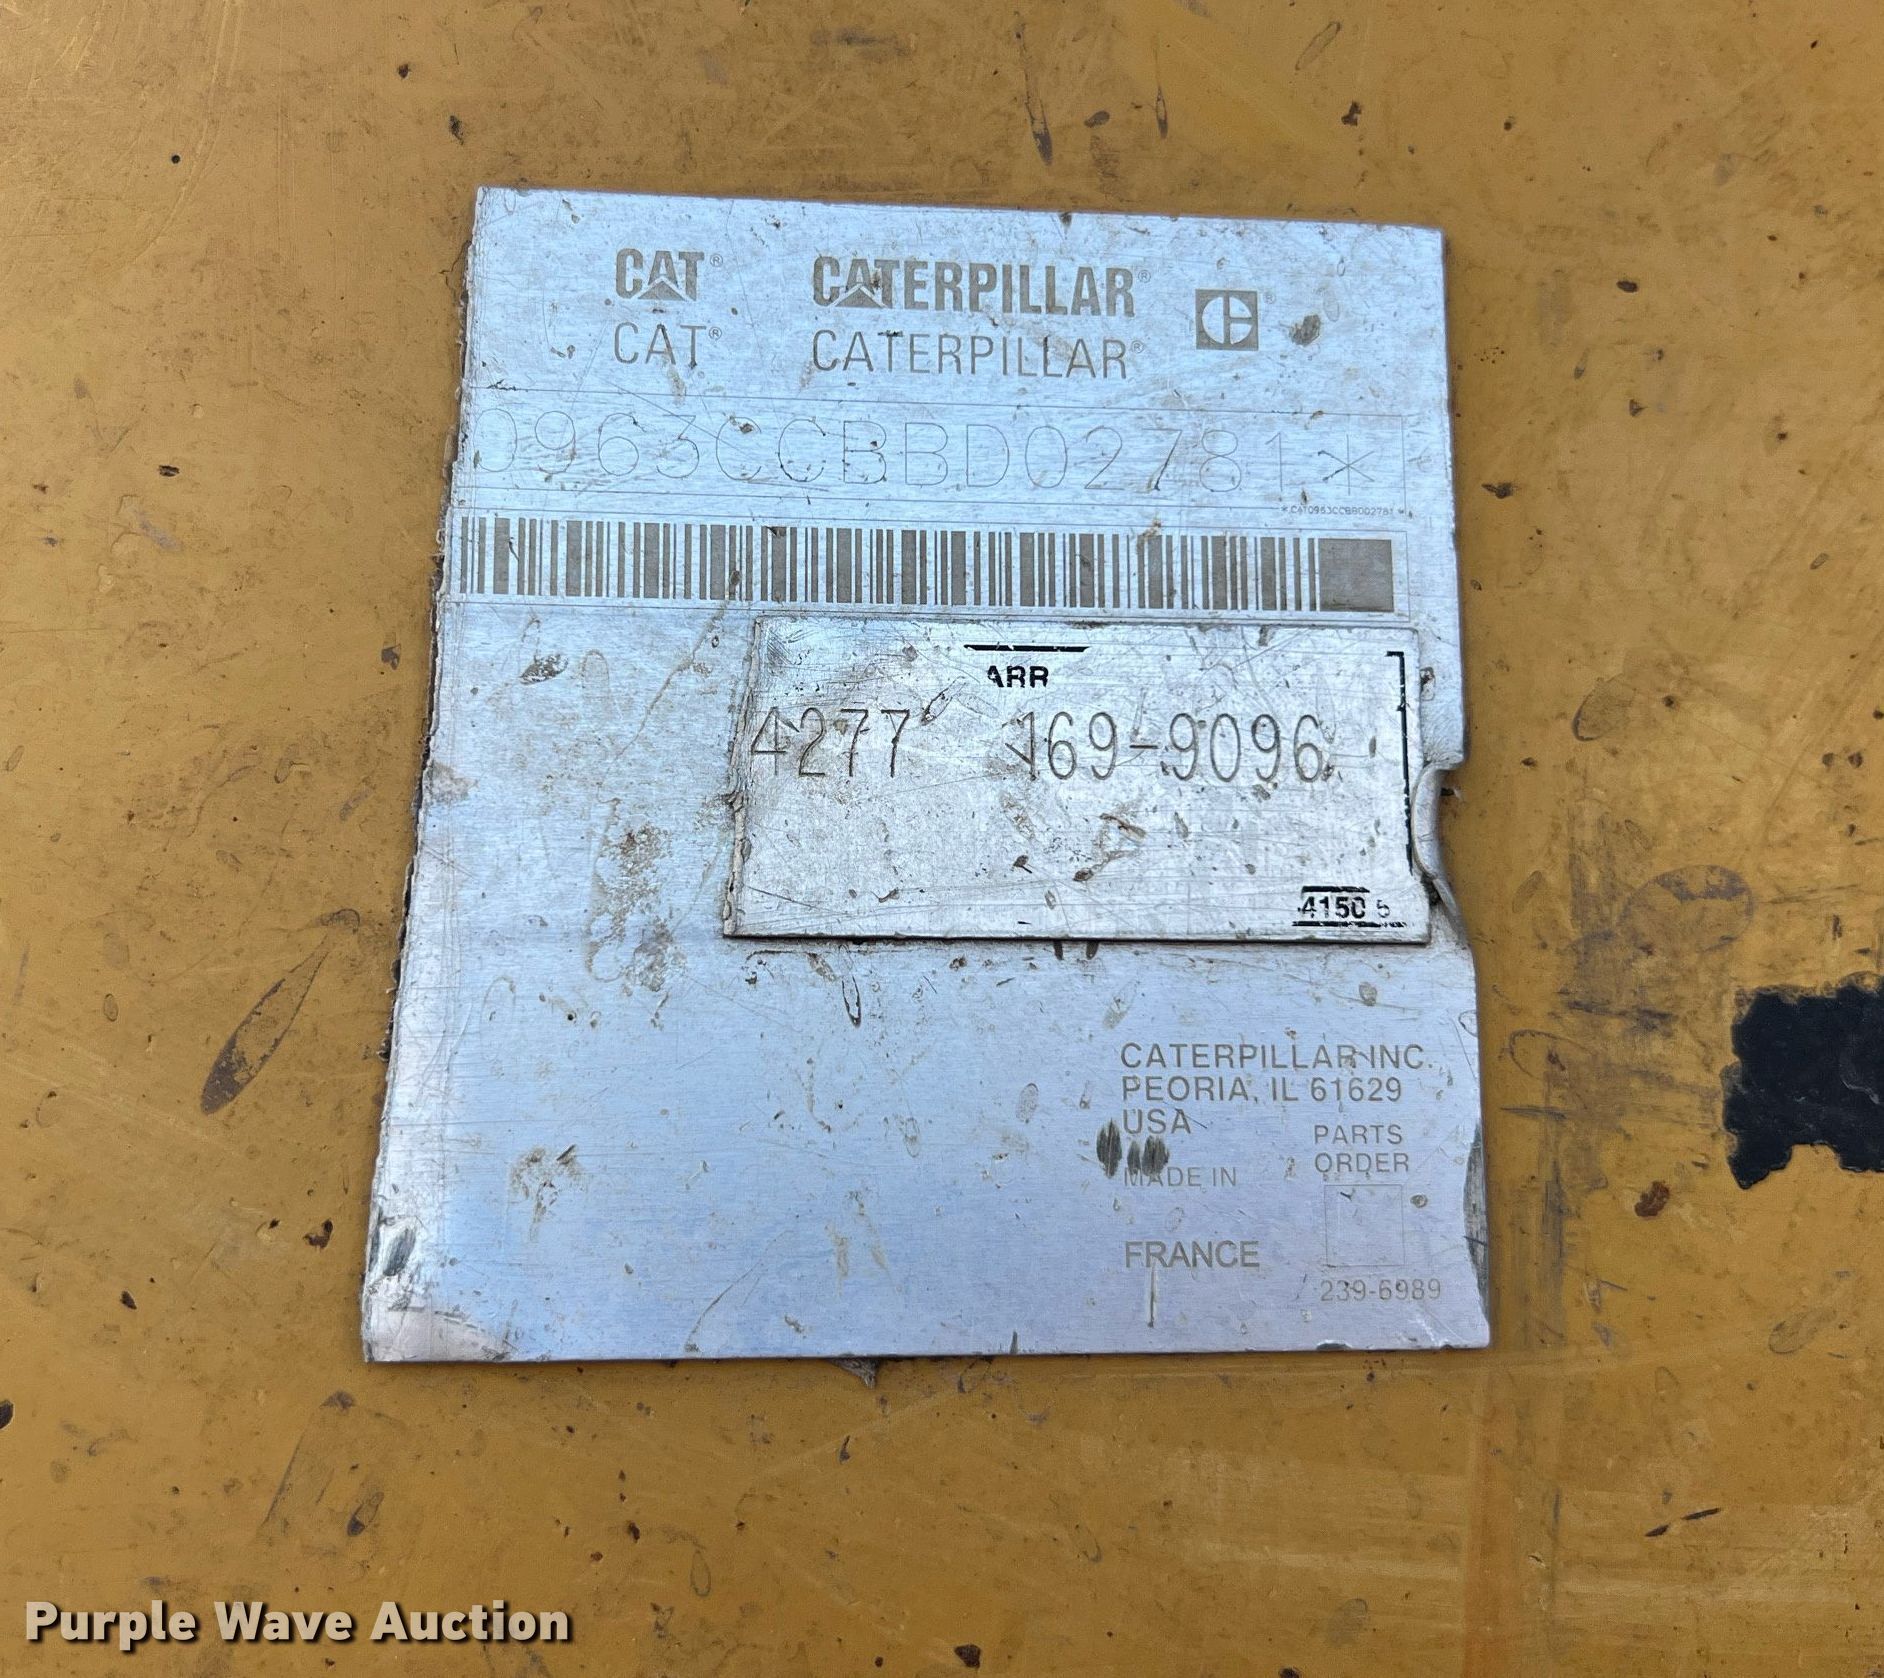 CAT® CATERPILLAR® ®
CAT® CATERPILLAR®
0963CCBBD02781*
*CAT0963CCBBD02781*
ARR
4277 169-9096
4150 5
CATERPILLAR INC.
PEORIA, IL 61629
USA
PARTS
ORDER
MADE IN
FRANCE
239-6989
Purple Wave Auction